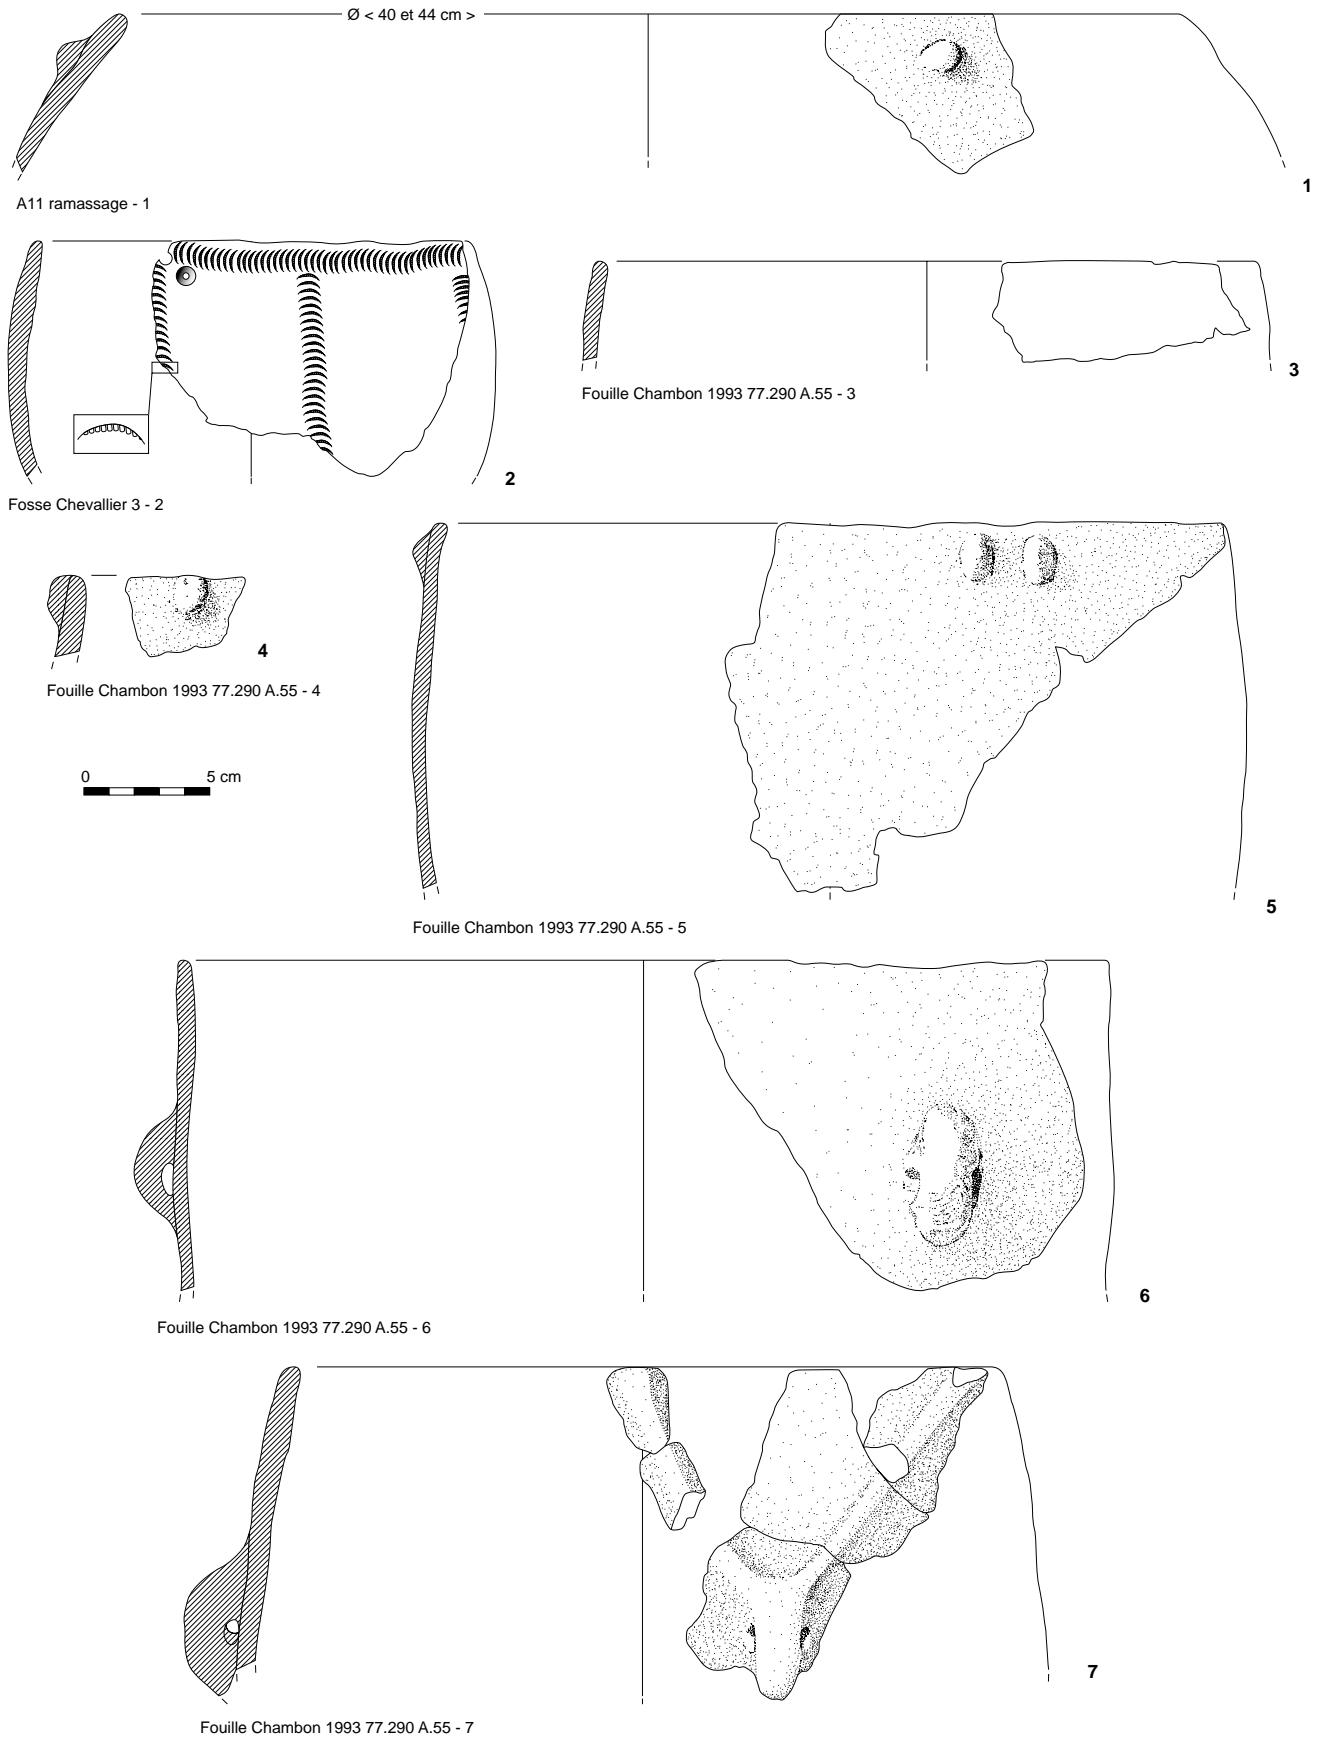 Ø < 40 et 44 cm >
1
A11 ramassage - 1
2
Fosse Chevallier 3 - 2
3
Fouille Chambon 1993 77.290 A.55 - 3
4
Fouille Chambon 1993 77.290 A.55 - 4
0 5 cm
5
Fouille Chambon 1993 77.290 A.55 - 5
6
Fouille Chambon 1993 77.290 A.55 - 6
7
Fouille Chambon 1993 77.290 A.55 - 7